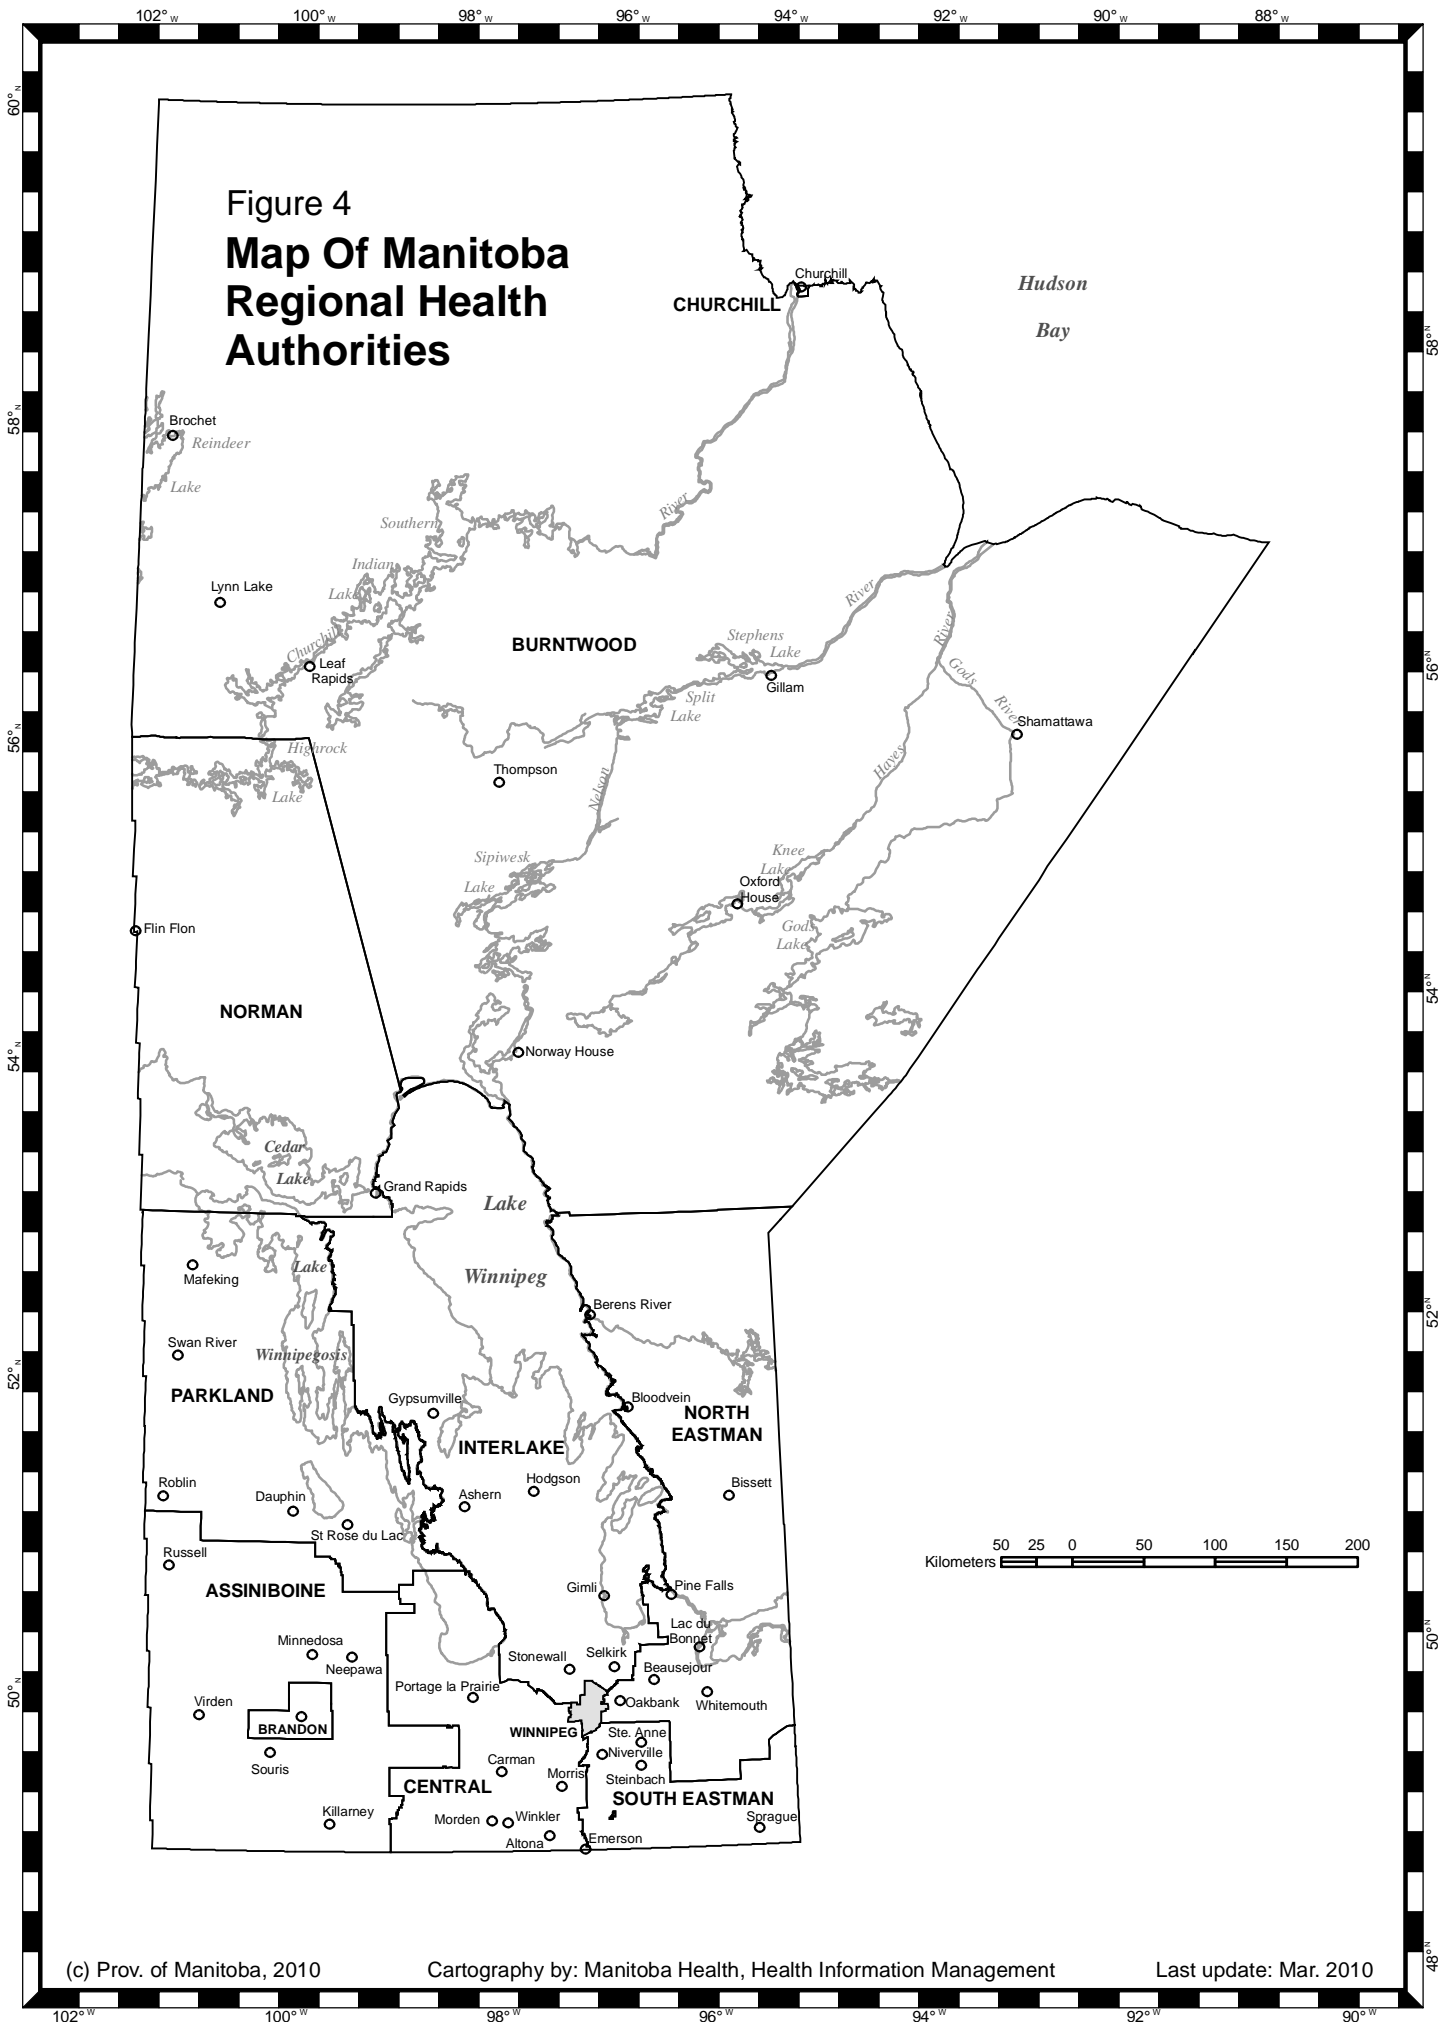 102° W 100° W 98° W 96° W 94° W 92° W 90° W 88° W
60° N
Figure 4
Map Of Manitoba
Regional Health
Authorities
Churchill
CHURCHILL
Hudson
Bay
58° N
58° N
Brochet
Reindeer
Lake
River
Southern
Indian
Lake
Lynn Lake
Churchill
Leaf
Rapids
BURNTWOOD
River
Stephens
Lake
River
Gillam
Split
Lake
Gods
River
56° N
Shamattawa
56° N
Highrock
Lake
Thompson
Nelson
Hayes
Sipiwesk
Lake
Knee
Lake
Oxford
House
Gods
Lake
Flin Flon
54° N
NORMAN
54° N
Norway House
Cedar
Lake
Grand Rapids
Lake
Winnipeg
Mafeking
Lake
Winnipegosis
Berens River
52° N
Swan River
52° N
PARKLAND
Gypsumville
Bloodvein
NORTH
EASTMAN
INTERLAKE
Hodgson
Bissett
Roblin
Dauphin
Ashern
St Rose du Lac
Russell
50 25 0 50 100 150 200
Kilometers
ASSINIBOINE
Gimli
Pine Falls
Lac du
Bonnet
50° N
Minnedosa
Neepawa
Stonewall
Selkirk
Beausejour
50° N
Portage la Prairie
Virden
Oakbank
Whitemouth
BRANDON
WINNIPEG
Ste. Anne
Niverville
Souris
Carman
Steinbach
CENTRAL
Morris
SOUTH EASTMAN
Killarney
Morden
Winkler
Sprague
Altona
Emerson
48° N
(c) Prov. of Manitoba, 2010 Cartography by: Manitoba Health, Health Information Management Last update: Mar. 2010
102° W 100° W 98° W 96° W 94° W 92° W 90° W